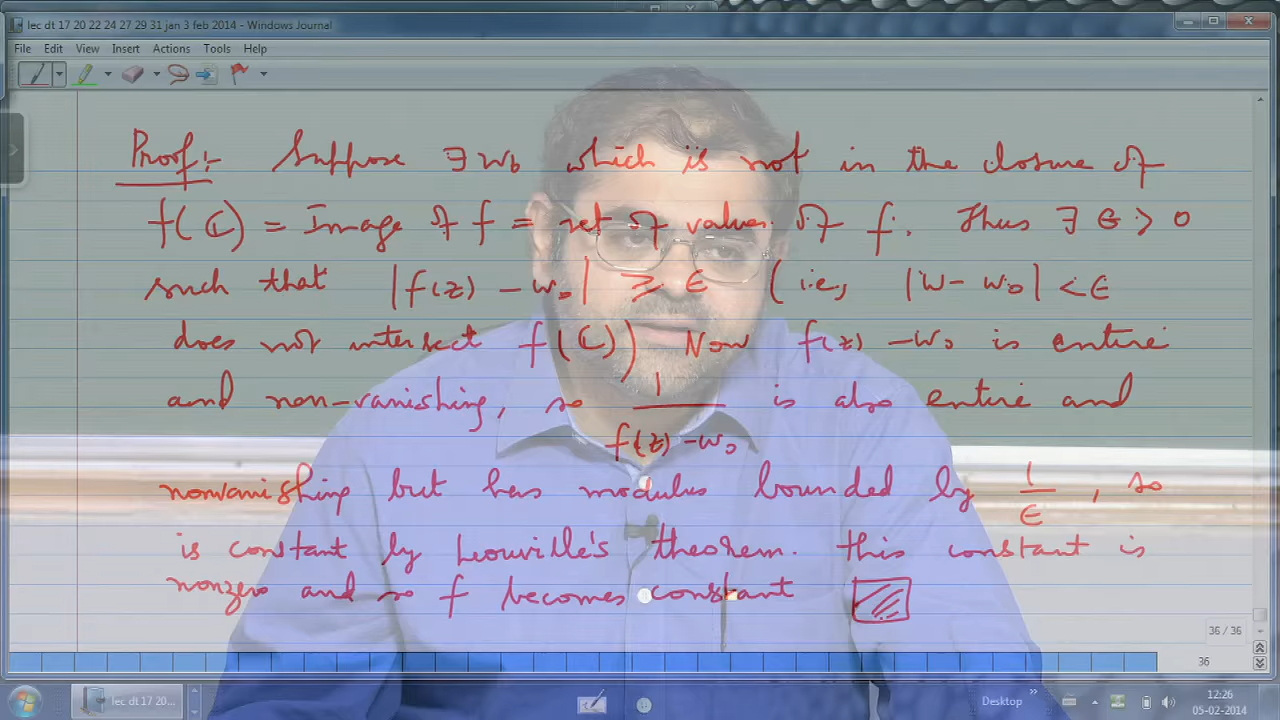 lec dt 17 20 22 24 27 29 31 jan 3 feb 2014 - Windows Journal
File Edit View Insert Actions Tools Help
Proof:- Suppose ∃ w₀ which is not in the closure of
f(ℂ) = Image of f = set of values of f. Thus ∃ ϵ > 0
such that |f(z) - w₀| ≥ ϵ (i.e., |w - w₀| < ϵ
does not intersect f(ℂ)) Now f(z) - w₀ is entire
and non-vanishing, so 1/(f(z) - w₀) is also entire and
nonvanishing but has modulus bounded by 1/ϵ, so
is constant by Liouville's theorem. This constant is
nonzero and so f becomes constant
36 / 36
36
lec dt 17 20...
Desktop
12:26
05-02-2014